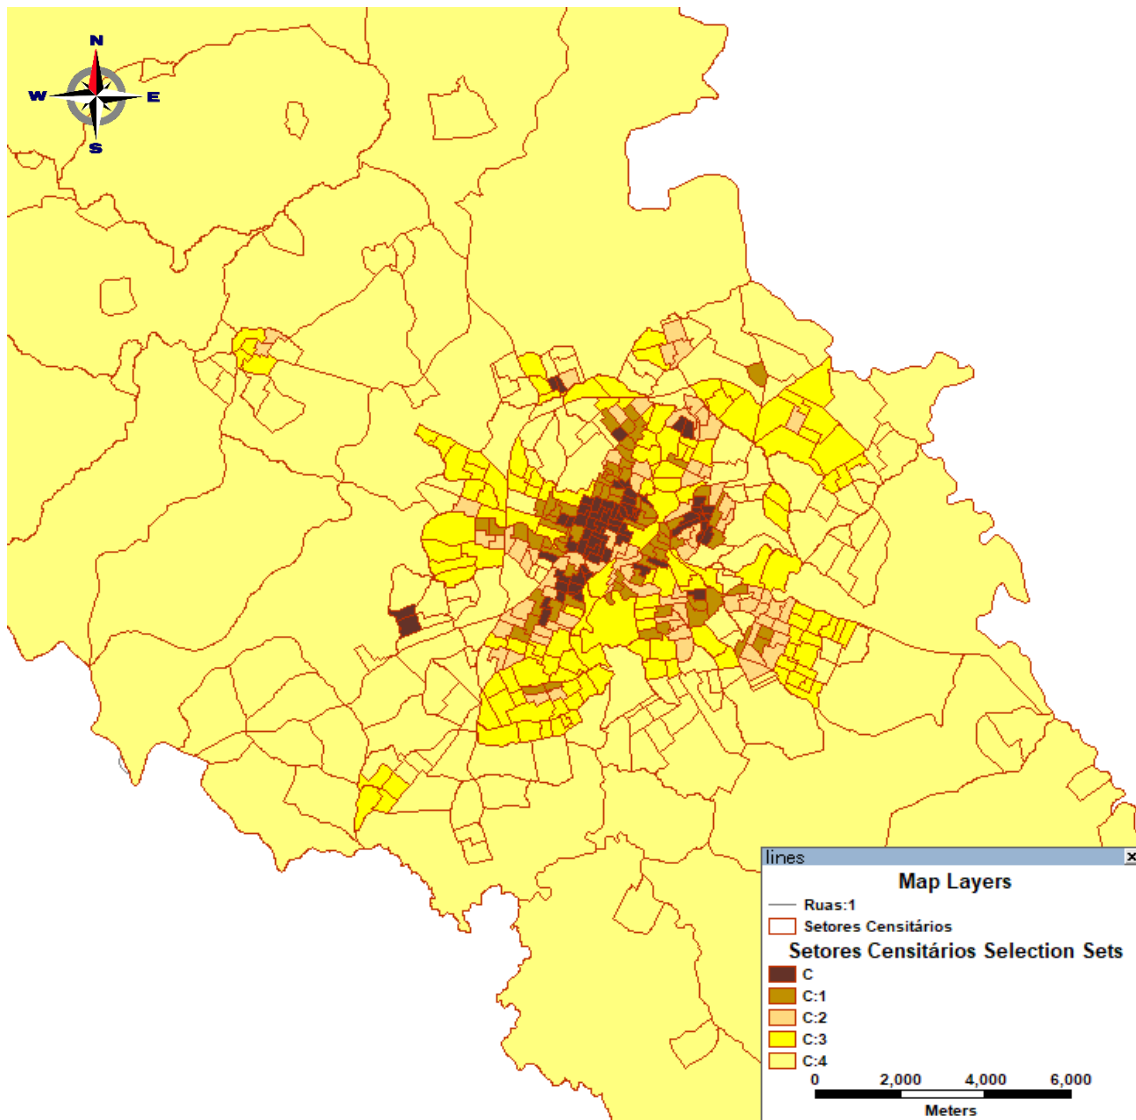 N
W E
S
lines
Map Layers
Ruas:1
Setores Censitários
Setores Censitários Selection Sets
C
C:1
C:2
C:3
C:4
0 2,000 4,000 6,000
Meters